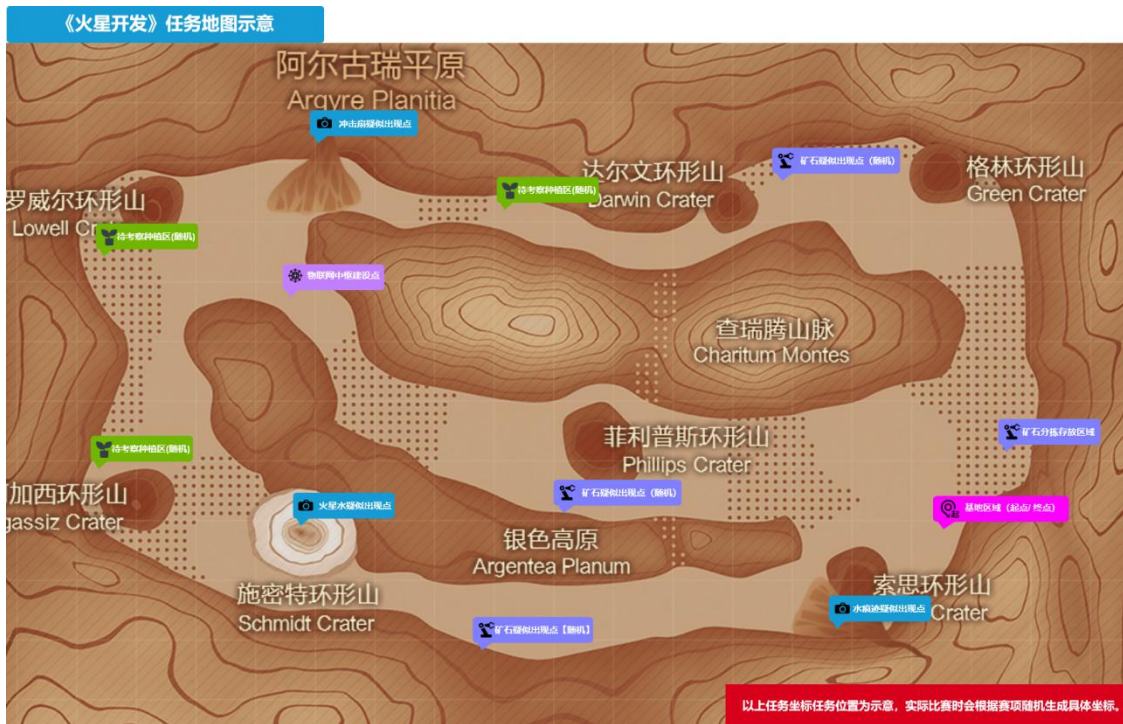 《火星开发》任务地图示意
阿尔古瑞平原
Argyre Planitia
冲击扇疑似出现点
达尔文环形山
Darwin Crater
矿石疑似出现点（随机）
格林环形山
Green Crater
罗威尔环形山
Lowell Cr
待考察种植区(随机)
待考察种植区(随机)
物联网中枢建设点
查瑞腾山脉
Charitum Montes
菲利普斯环形山
Phillips Crater
矿石分拣存放区域
待考察种植区(随机)
加西环形山
gassiz Crater
火星水疑似出现点
矿石疑似出现点（随机）
基地区域（起点/终点）
起
银色高原
Argentea Planum
施密特环形山
Schmidt Crater
索思环形山
Crater
水痕迹疑似出现点
矿石疑似出现点【随机】
以上任务坐标任务位置为示意，实际比赛时会根据赛项随机生成具体坐标。